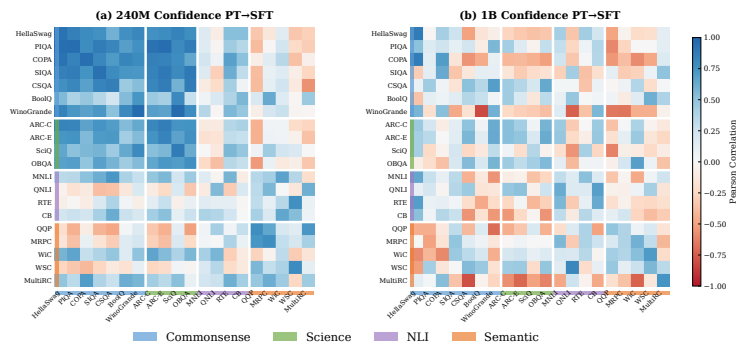 (a) 240M Confidence PT→SFT
HellaSwag
PIQA
COPA
SIQA
CSQA
BoolQ
WinoGrande
ARC-C
ARC-E
SciQ
OBQA
MNLI
QNLI
RTE
CB
QQP
MRPC
WiC
WSC
MultiRC
HellaSwag
PIQA
COPA
SIQA
CSQA
BoolQ
WinoGrande
ARC-C
ARC-E
SciQ
OBQA
MNLI
QNLI
RTE
CB
QQP
MRPC
WiC
WSC
MultiRC
(b) 1B Confidence PT→SFT
HellaSwag
PIQA
COPA
SIQA
CSQA
BoolQ
WinoGrande
ARC-C
ARC-E
SciQ
OBQA
MNLI
QNLI
RTE
CB
QQP
MRPC
WiC
WSC
MultiRC
HellaSwag
PIQA
COPA
SIQA
CSQA
BoolQ
WinoGrande
ARC-C
ARC-E
SciQ
OBQA
MNLI
QNLI
RTE
CB
QQP
MRPC
WiC
WSC
MultiRC
1.00
0.75
0.50
0.25
0.00
−0.25
−0.50
−0.75
−1.00
Pearson Correlation
Commonsense
Science
NLI
Semantic